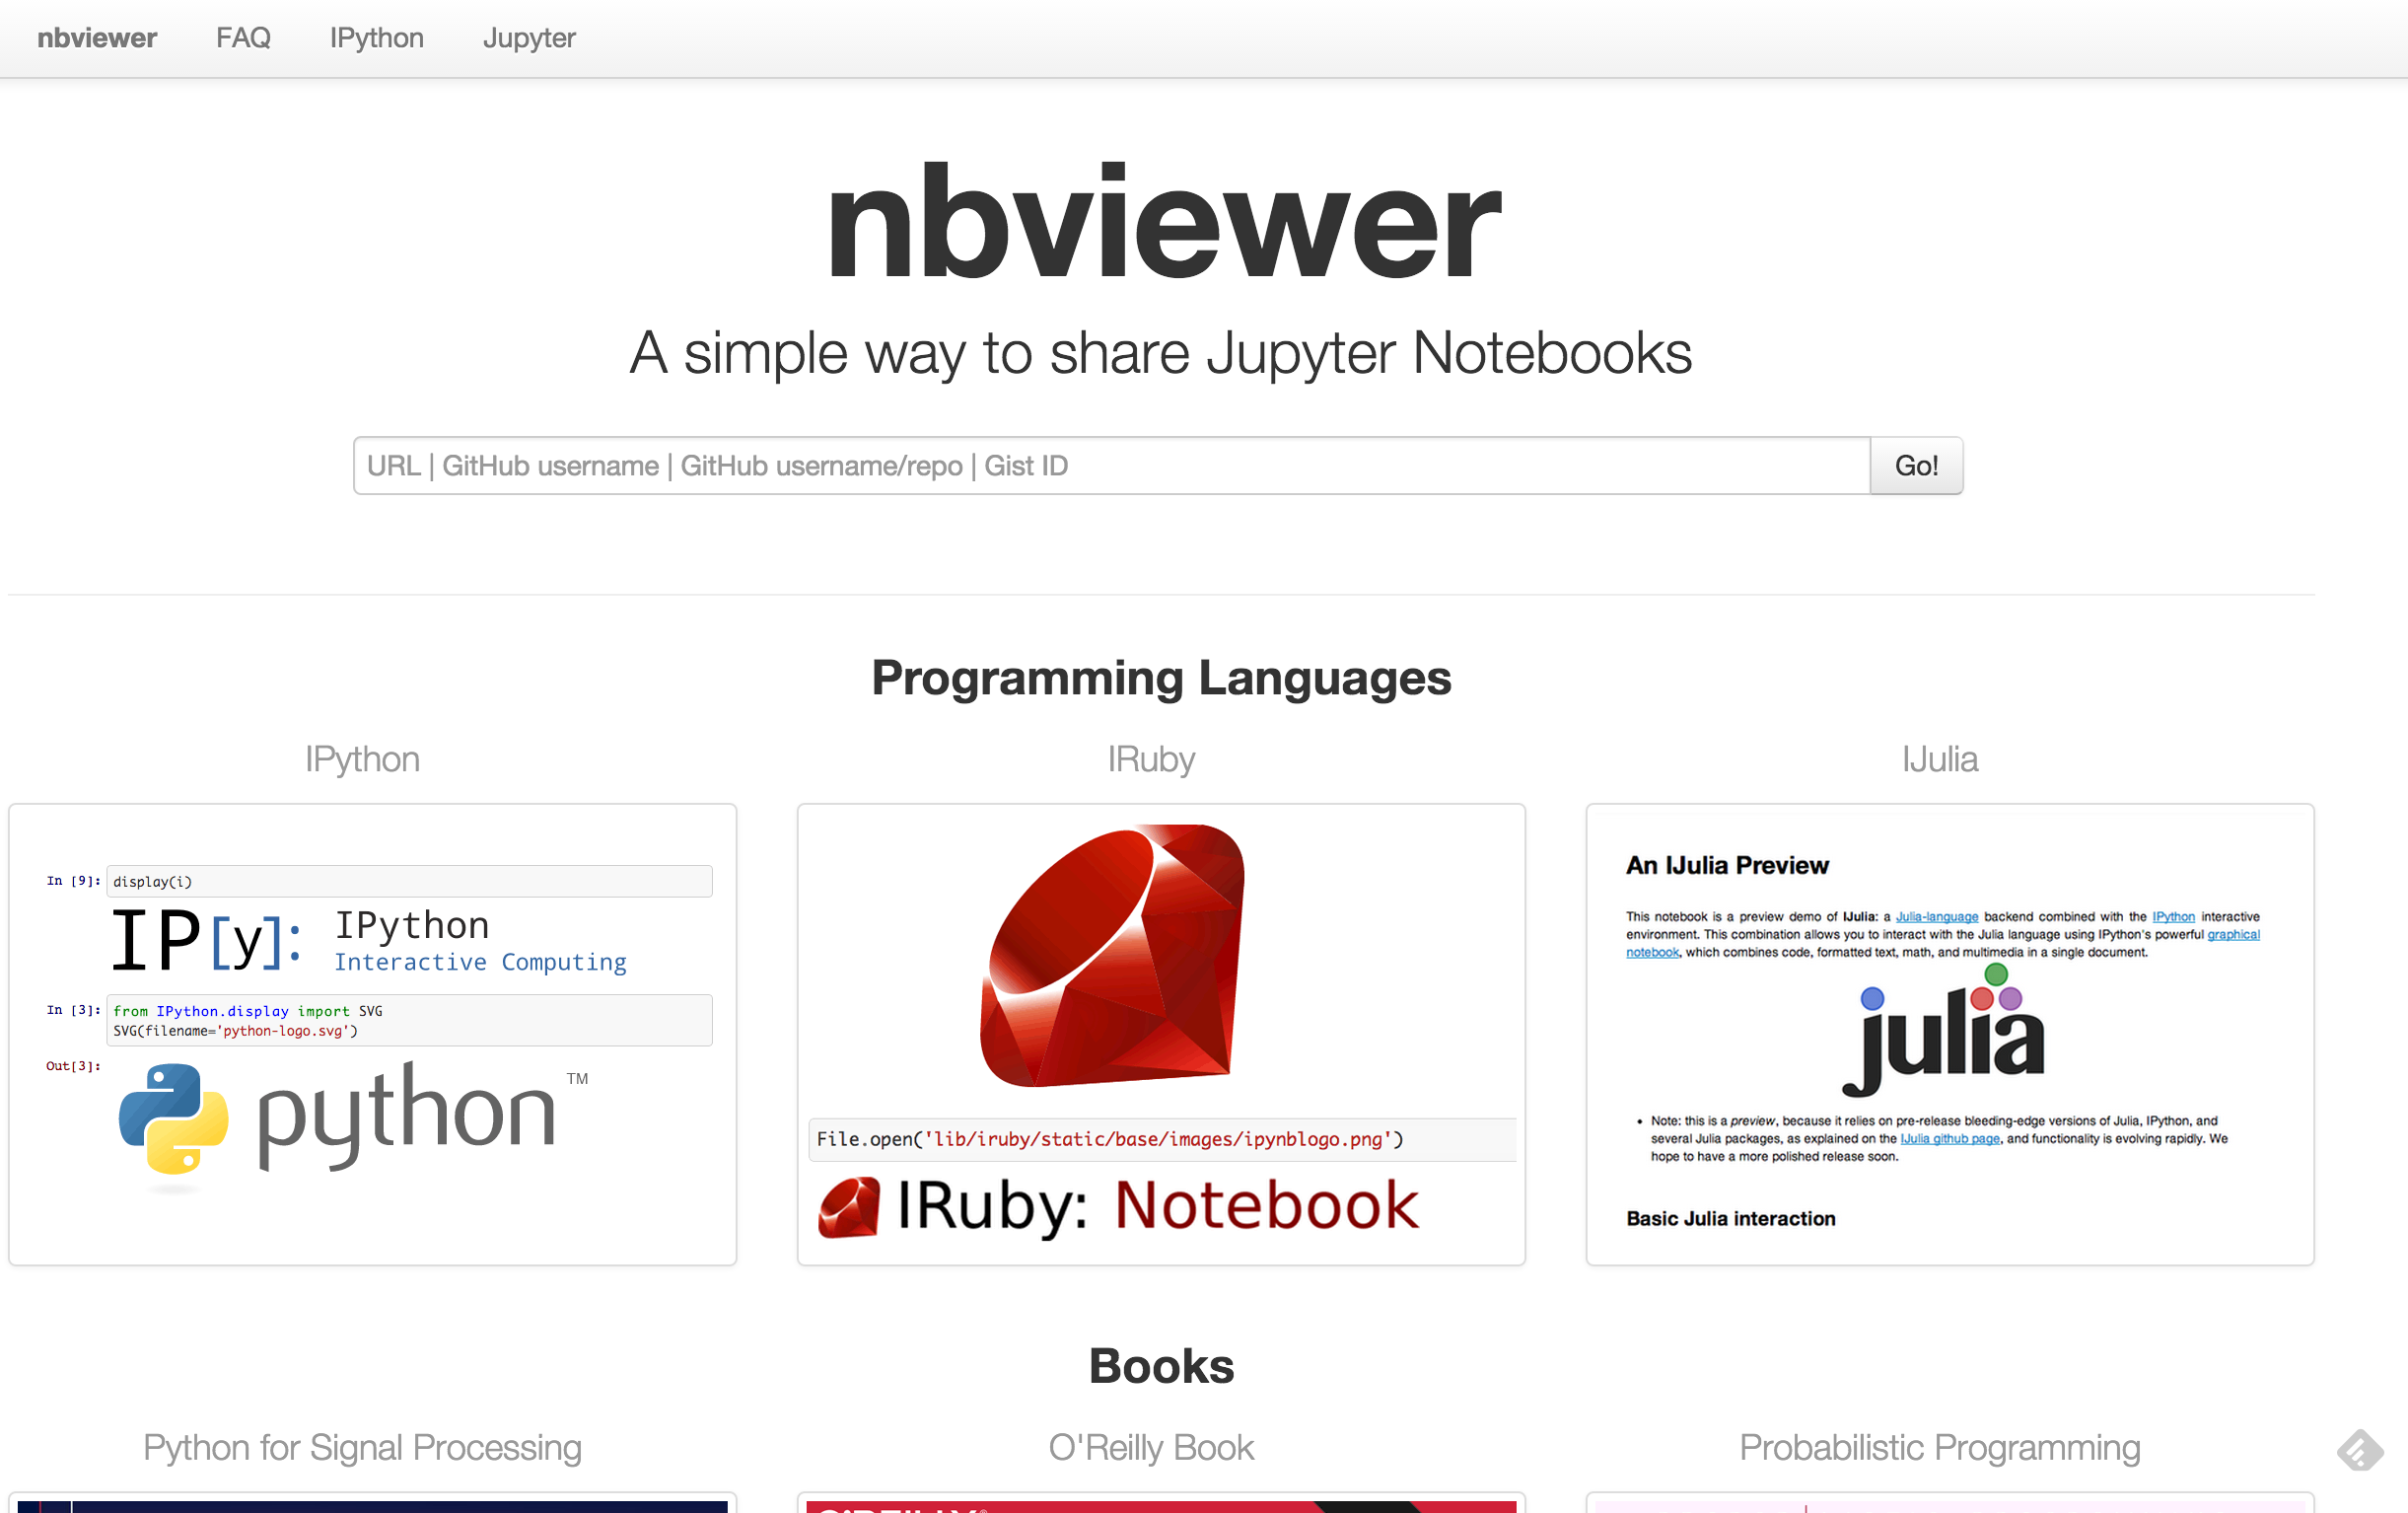 nbviewer FAQ IPython Jupyter
nbviewer
A simple way to share Jupyter Notebooks
URL | GitHub username | GitHub username/repo | Gist ID Go!
Programming Languages
IPython IRuby IJulia
In [9]: display(i)
IP[y]: IPython
Interactive Computing
In [3]: from IPython.display import SVG
SVG(filename='python-logo.svg')
Out[3]:
python TM
File.open('lib/iruby/static/base/images/ipynblogo.png')
IRuby: Notebook
An IJulia Preview
This notebook is a preview demo of IJulia: a Julia-language backend combined with the IPython interactive
environment. This combination allows you to interact with the Julia language using IPython's powerful graphical
notebook, which combines code, formatted text, math, and multimedia in a single document.
julia
• Note: this is a preview, because it relies on pre-release bleeding-edge versions of Julia, IPython, and
several Julia packages, as explained on the IJulia github page, and functionality is evolving rapidly. We
hope to have a more polished release soon.
Basic Julia interaction
Books
Python for Signal Processing O'Reilly Book Probabilistic Programming
O'REILLY®